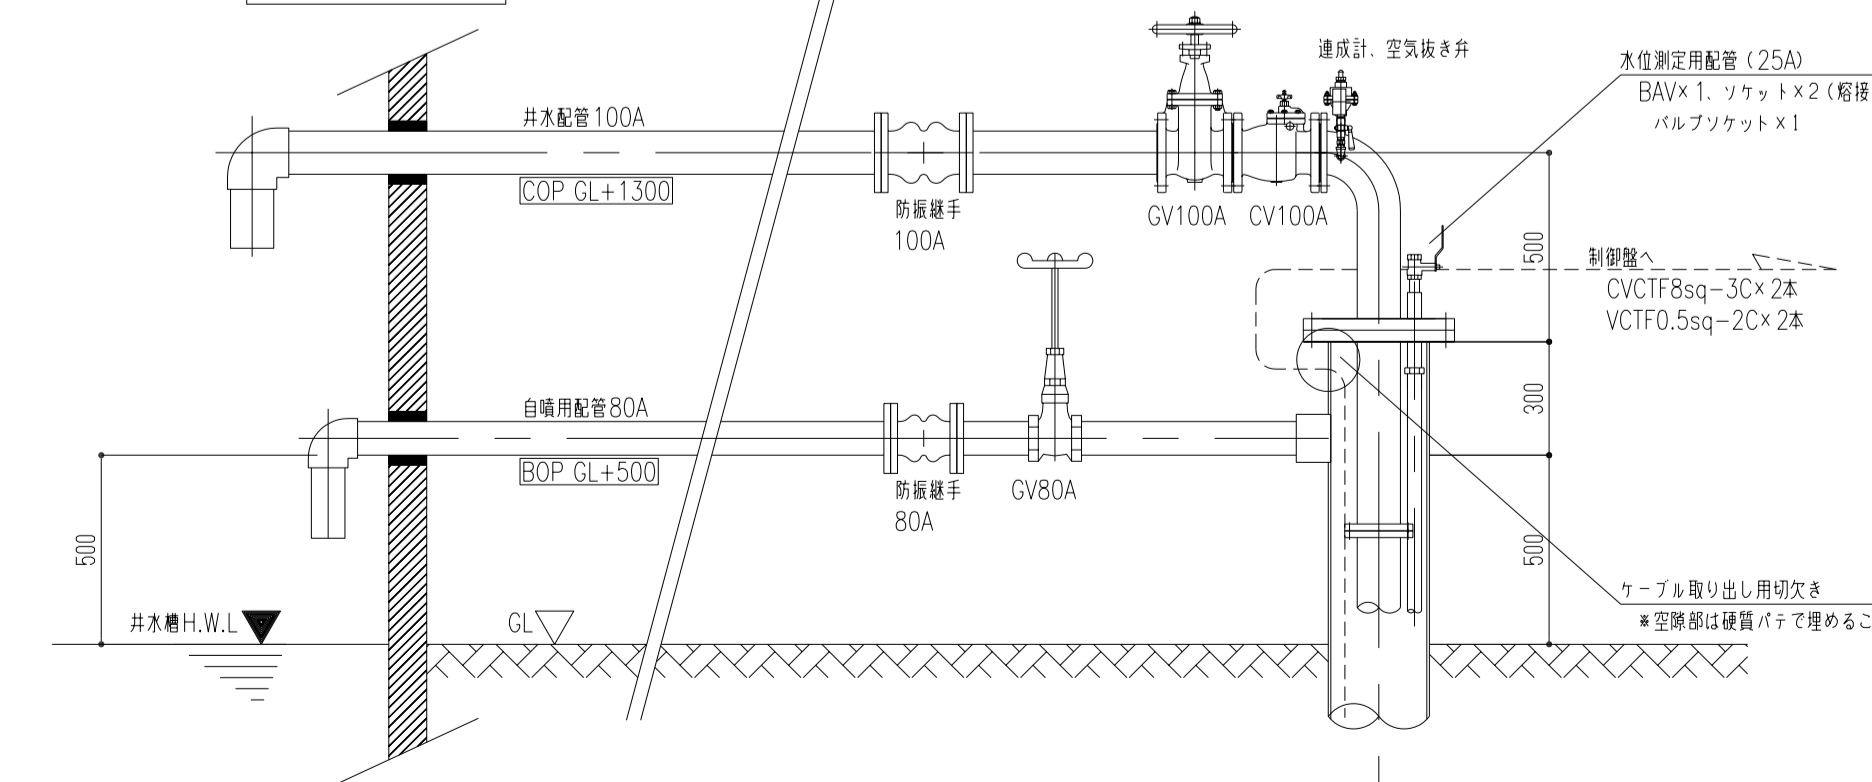 連成計、空気抜き弁
水位測定用配管（25A）
BAV×1、ソケット×2（熔接
バルブソケット×1
井水配管100A
COP GL+1300
防振継手
100A
GV100A
CV100A
500
制御盤へ
CVCTF8sq-3C×2本
VCTF0.5sq-2C×2本
300
自噴用配管80A
BOP GL+500
防振継手
80A
GV80A
500
500
ケーブル取り出し用切欠き
※空隙部は硬質パテで埋めるこ
井水槽H.W.L
GL